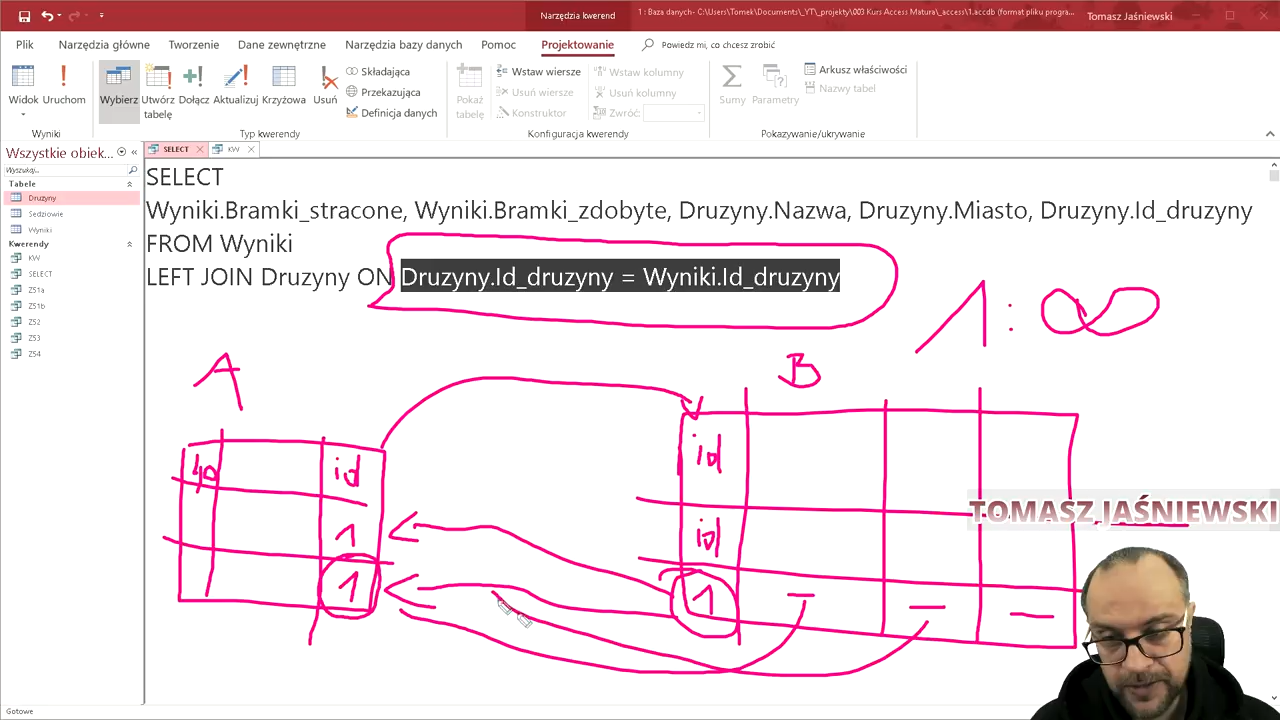 Narzędzia kwerend
1 : Baza danych- C:\Users\Tomek\Documents\_YT\_projekty\003 Kurs Access Matura\_access\1.accdb (format pliku progra...
Tomasz Jaśniewski
Plik
Narzędzia główne
Tworzenie
Dane zewnętrzne
Narzędzia bazy danych
Pomoc
Projektowanie
Powiedz mi, co chcesz zrobić
Widok
Uruchom
Wybierz
Utwórz tabelę
Dołącz
Aktualizuj
Krzyżowa
Usuń
Składająca
Przekazująca
Definicja danych
Pokaż tabelę
Wstaw wiersze
Usuń wiersze
Konstruktor
Wstaw kolumny
Usuń kolumny
Zwróć:
Sumy
Parametry
Arkusz właściwości
Nazwy tabel
Wyniki
Typ kwerendy
Konfiguracja kwerendy
Pokazywanie/ukrywanie
Wszystkie obiek...
Wyszukaj...
Tabele
Druzyny
Sedziowie
Wyniki
Kwerendy
KW
SELECT
Z51a
Z51b
Z52
Z53
Z54
SELECT
KW
SELECT
Wyniki.Bramki_stracone, Wyniki.Bramki_zdobyte, Druzyny.Nazwa, Druzyny.Miasto, Druzyny.Id_druzyny
FROM Wyniki
LEFT JOIN Druzyny ON Druzyny.Id_druzyny = Wyniki.Id_druzyny
1 : ∞
A
B
id
id
1
id
1
1
TOMASZ JAŚNIEWSKI
Gotowe